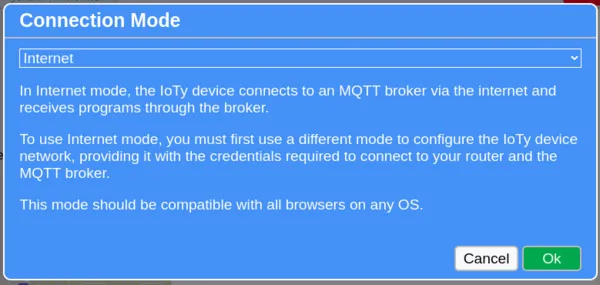 Connection Mode
Internet
In Internet mode, the IoTy device connects to an MQTT broker via the internet and
receives programs through the broker.
To use Internet mode, you must first use a different mode to configure the IoTy device
network, providing it with the credentials required to connect to your router and the
MQTT broker.
This mode should be compatible with all browsers on any OS.
Cancel
Ok